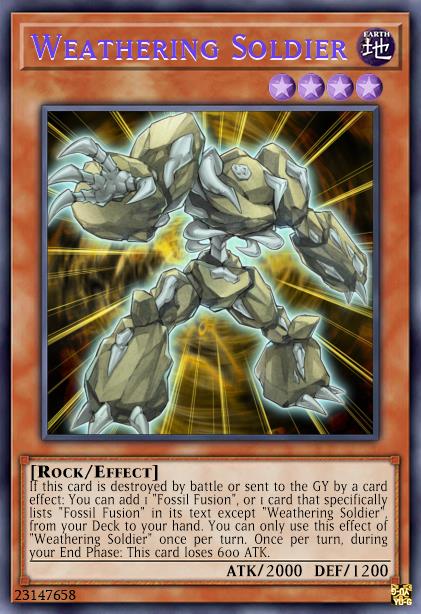 WEATHERING SOLDIER
EARTH
地
[ROCK/EFFECT]
If this card is destroyed by battle or sent to the GY by a card
effect: You can add 1 "Fossil Fusion", or 1 card that specifically
lists "Fossil Fusion" in its text except "Weathering Soldier",
from your Deck to your hand. You can only use this effect of
"Weathering Soldier" once per turn. Once per turn, during
your End Phase: This card loses 600 ATK.
ATK/2000 DEF/1200
23147658